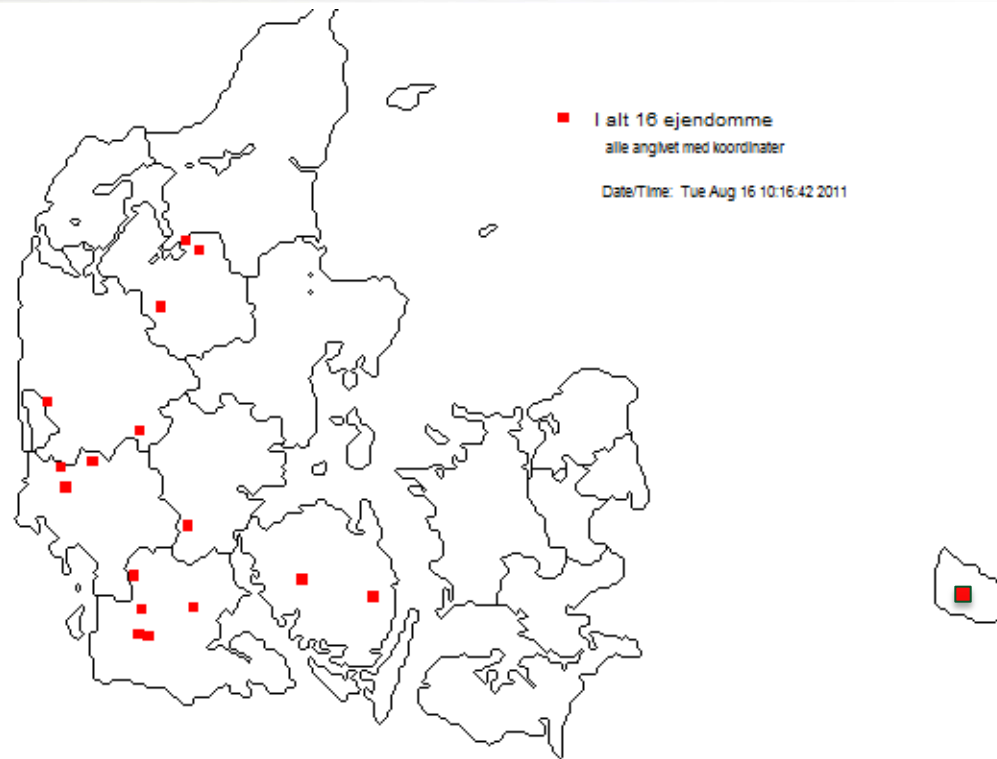 I alt 16 ejendomme
alle angivet med koordinater
Date/Time: Tue Aug 16 10:16:42 2011